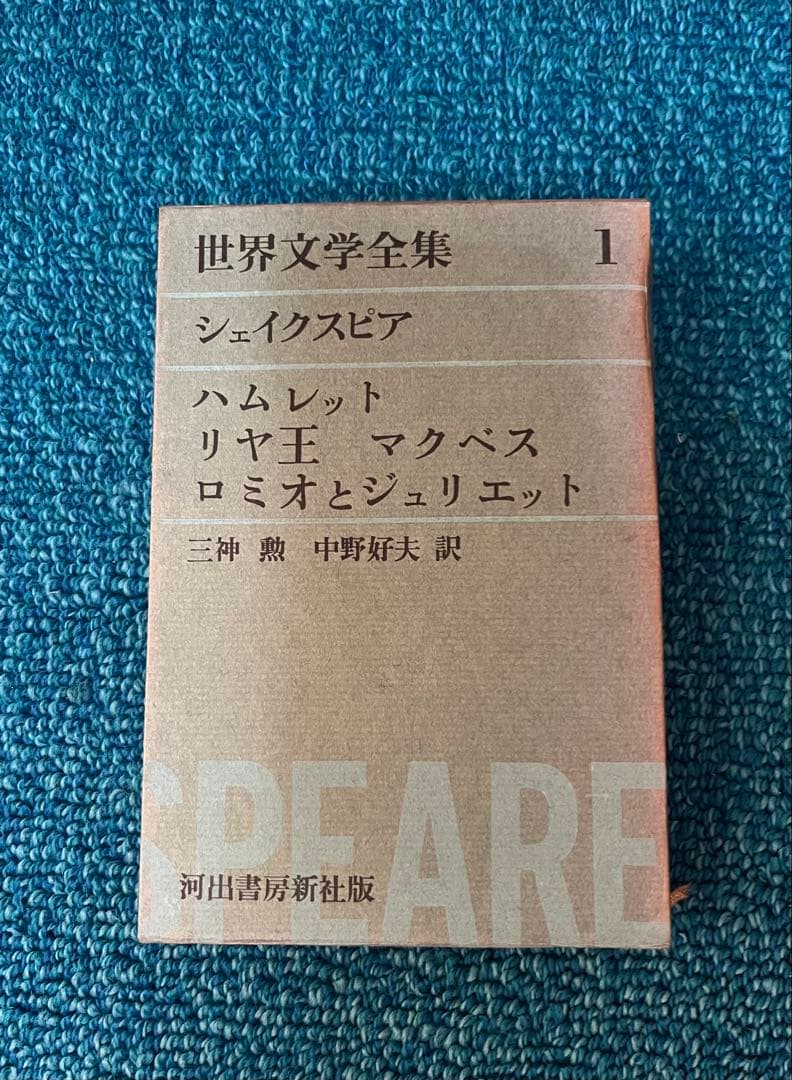 世界文学全集 1
シェイクスピア
ハムレット
リヤ王 マクベス
ロミオとジュリエット
三神 勲 中野好夫 訳
SPEARE
河出書房新社版